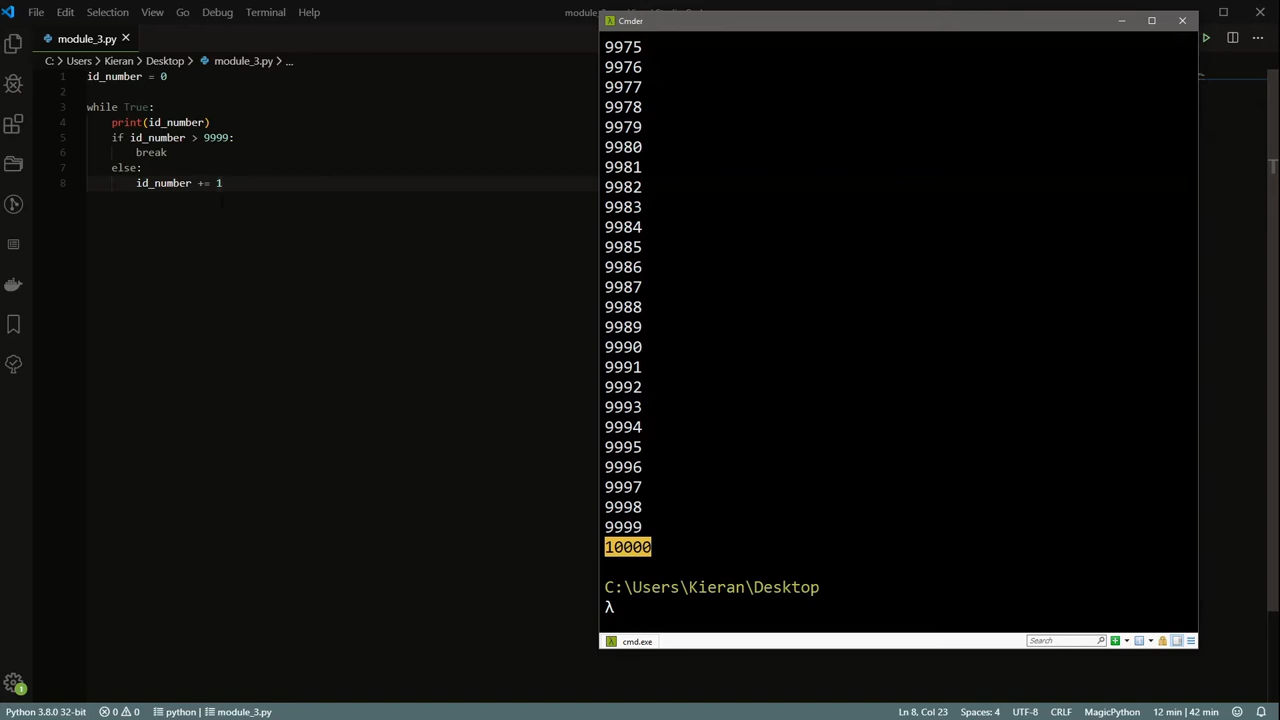 File Edit Selection View Go Debug Terminal Help
module_3.py
C: > Users > Kieran > Desktop > module_3.py > ...
1 id_number = 0
2
3 while True:
4 print(id_number)
5 if id_number > 9999:
6 break
7 else:
8 id_number += 1
Cmder
9975
9976
9977
9978
9979
9980
9981
9982
9983
9984
9985
9986
9987
9988
9989
9990
9991
9992
9993
9994
9995
9996
9997
9998
9999
10000
C:\Users\Kieran\Desktop
λ
cmd.exe
Search
1
Python 3.8.0 32-bit 0 0 python | module_3.py Ln 8, Col 23 Spaces: 4 UTF-8 CRLF MagicPython 12 min | 42 min